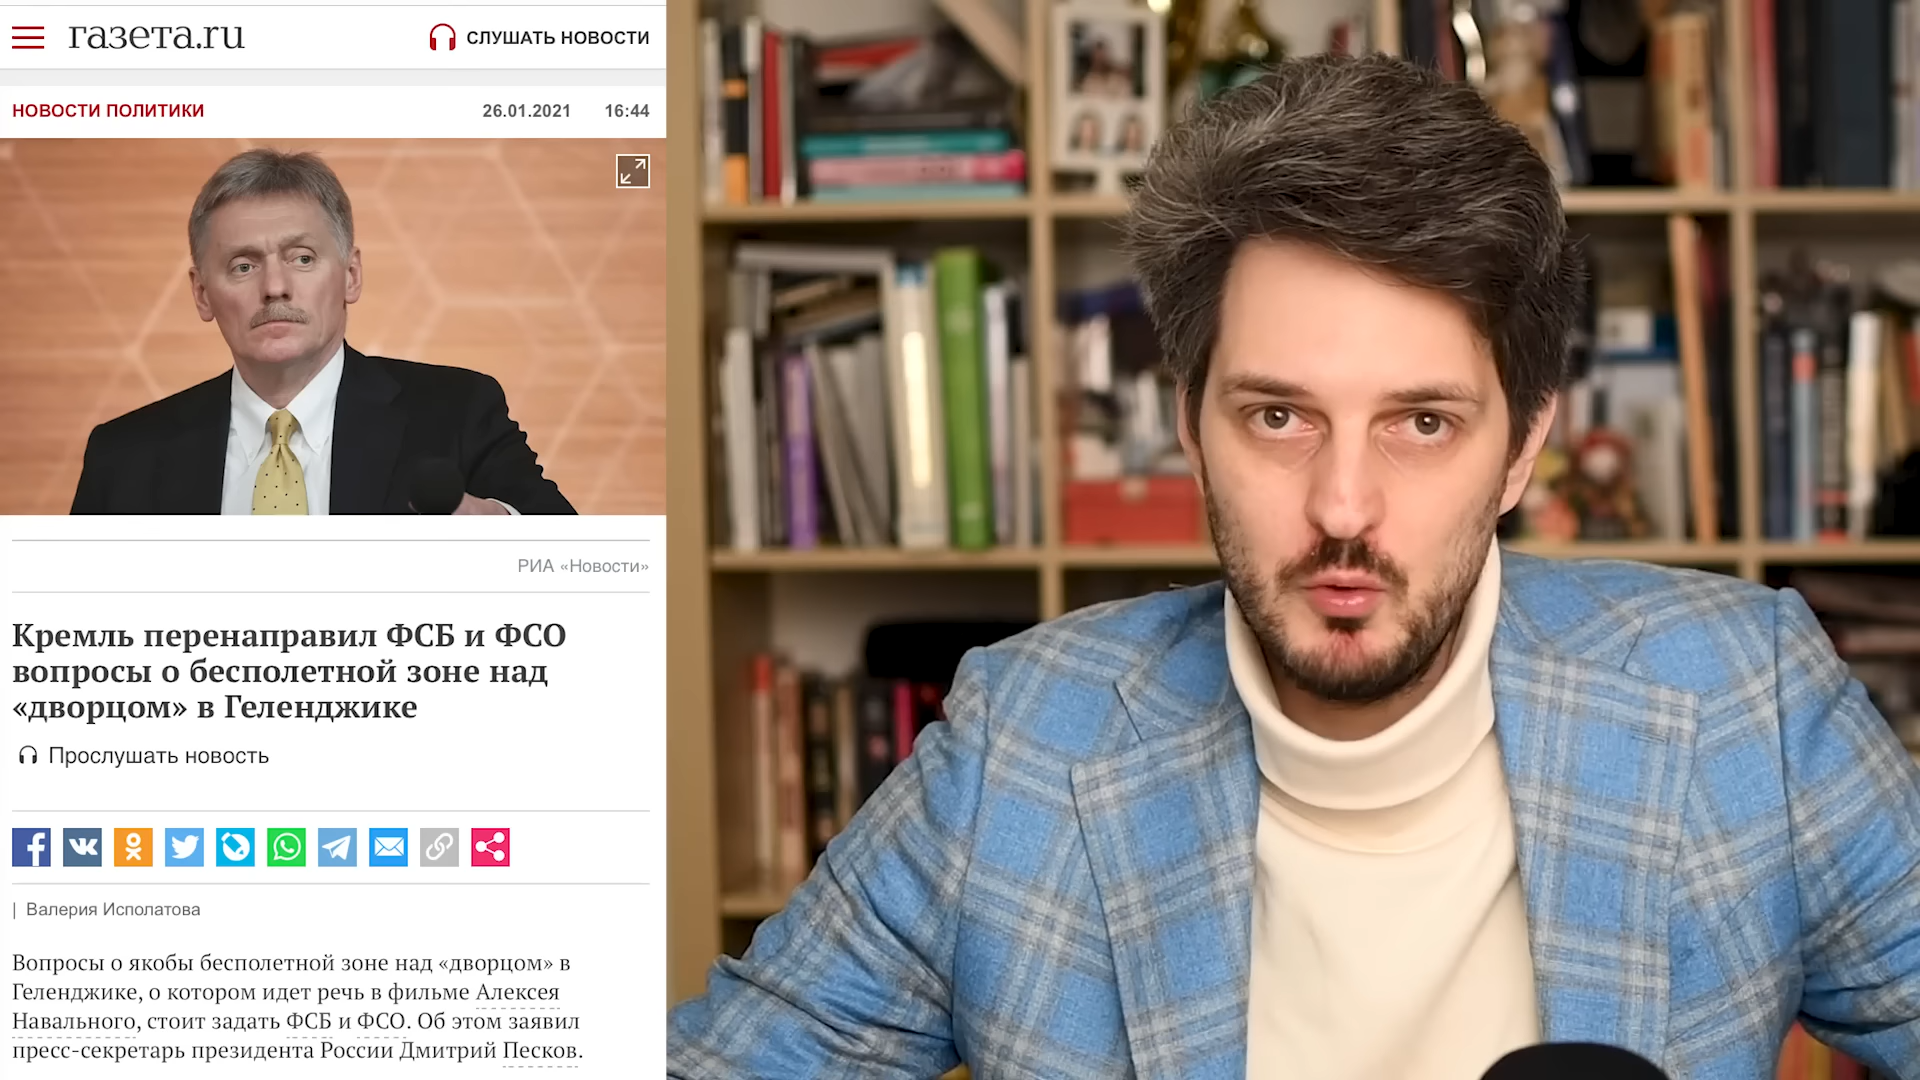 газета.ru
СЛУШАТЬ НОВОСТИ
НОВОСТИ ПОЛИТИКИ 26.01.2021 16:44
РИА «Новости»
Кремль перенаправил ФСБ и ФСО
вопросы о бесполетной зоне над
«дворцом» в Геленджике
Прослушать новость
| Валерия Исполатова
Вопросы о якобы бесполетной зоне над «дворцом» в
Геленджике, о котором идет речь в фильме Алексея
Навального, стоит задать ФСБ и ФСО. Об этом заявил
пресс-секретарь президента России Дмитрий Песков.